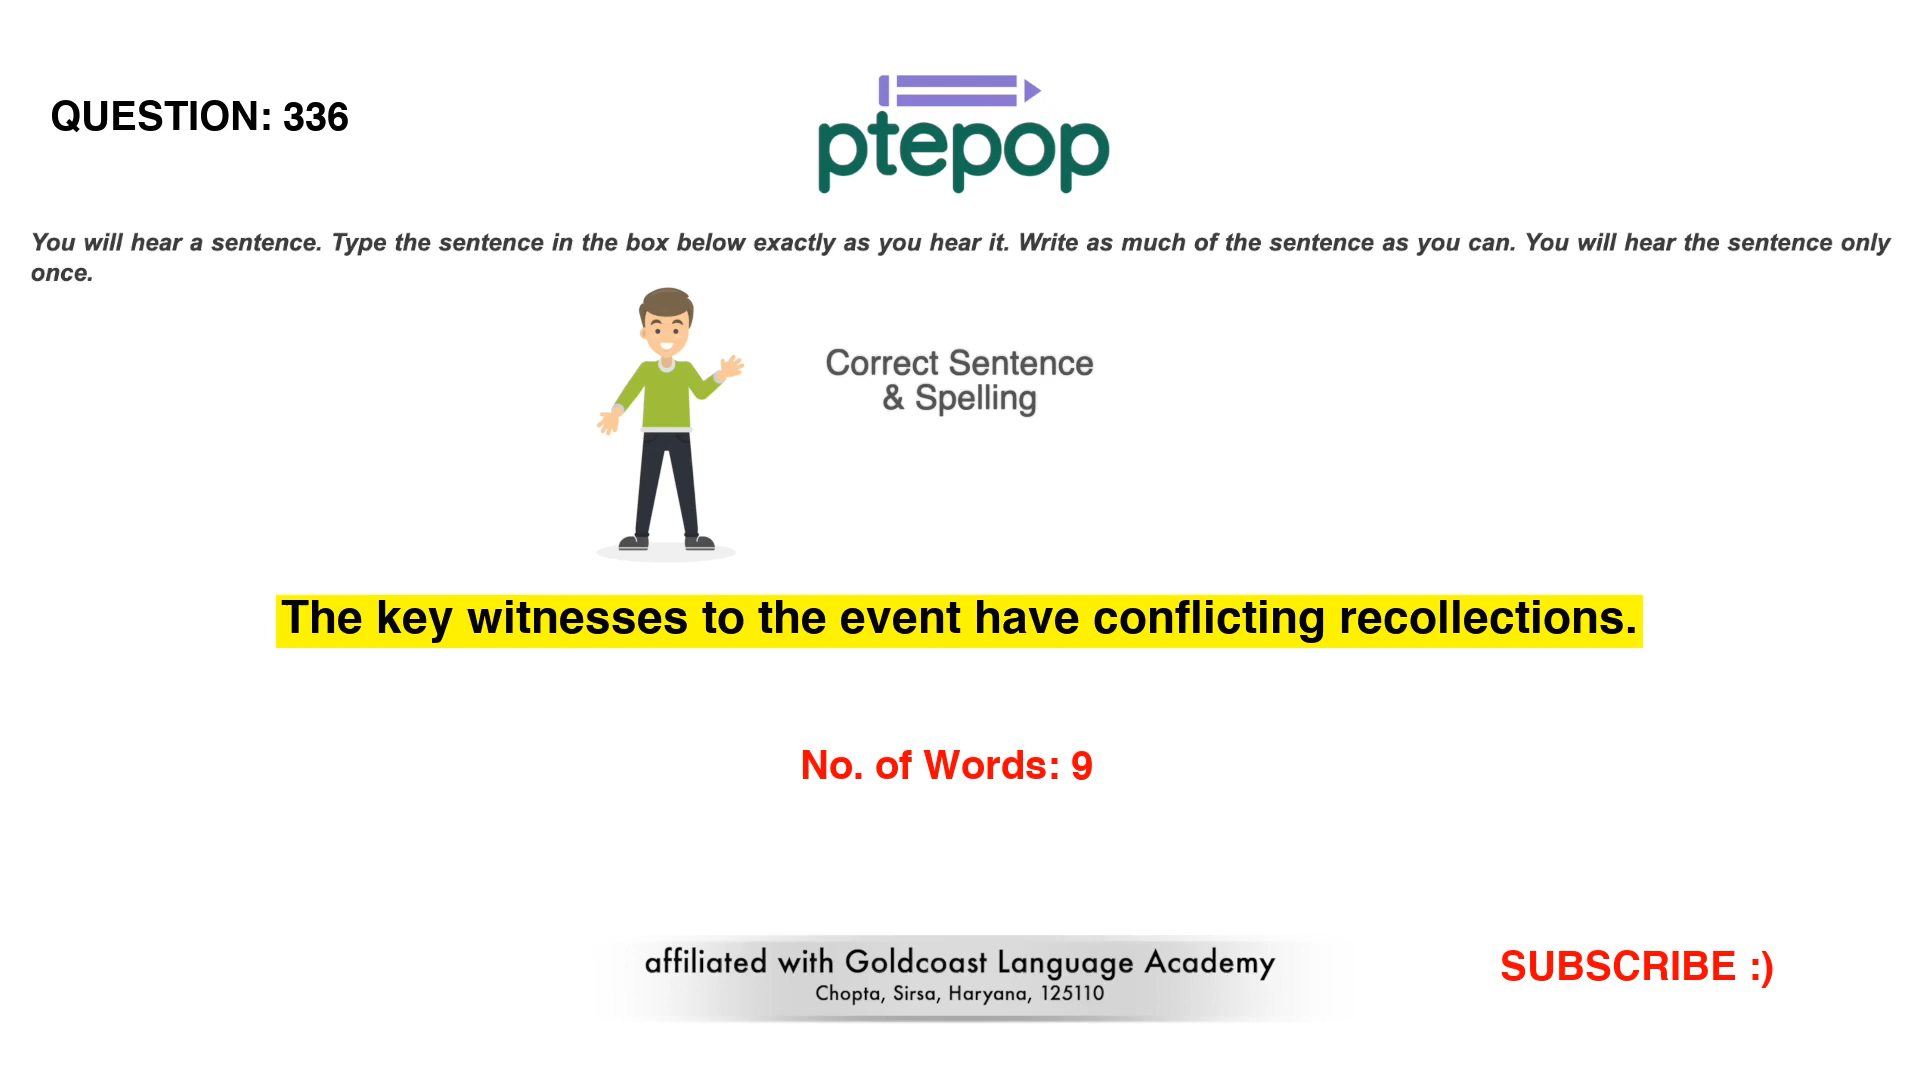 QUESTION: 336
ptepop
You will hear a sentence. Type the sentence in the box below exactly as you hear it. Write as much of the sentence as you can. You will hear the sentence only
once.
Correct Sentence
& Spelling
The key witnesses to the event have conflicting recollections.
No. of Words: 9
affiliated with Goldcoast Language Academy
Chopta, Sirsa, Haryana, 125110
SUBSCRIBE :)